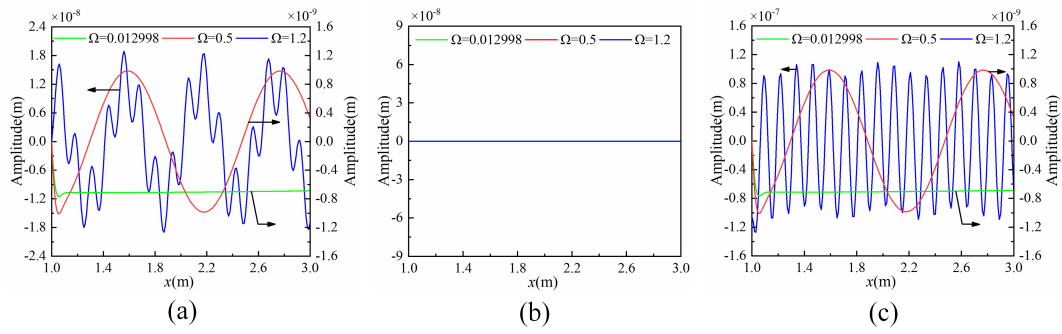 ×10⁻⁸ ×10⁻⁹
Ω=0.012998 Ω=0.5 Ω=1.2
Amplitude(m)
2.4
1.8
1.2
0.6
0.0
-0.6
-1.2
-1.8
-2.4
1.0 1.4 1.8 2.2 2.6 3.0
x(m)
1.6
1.2
0.8
0.4
0.0
-0.4
-0.8
-1.2
-1.6
Amplitude(m)
(a)
×10⁻⁸
Ω=0.012998 Ω=0.5 Ω=1.2
Amplitude(m)
9
6
3
0
-3
-6
-9
1.0 1.4 1.8 2.2 2.6 3.0
x(m)
(b)
×10⁻⁷ ×10⁻⁹
Ω=0.012998 Ω=0.5 Ω=1.2
Amplitude(m)
1.6
1.2
0.8
0.4
0.0
-0.4
-0.8
-1.2
-1.6
1.0 1.4 1.8 2.2 2.6 3.0
x(m)
1.6
1.2
0.8
0.4
0.0
-0.4
-0.8
-1.2
-1.6
Amplitude(m)
(c)